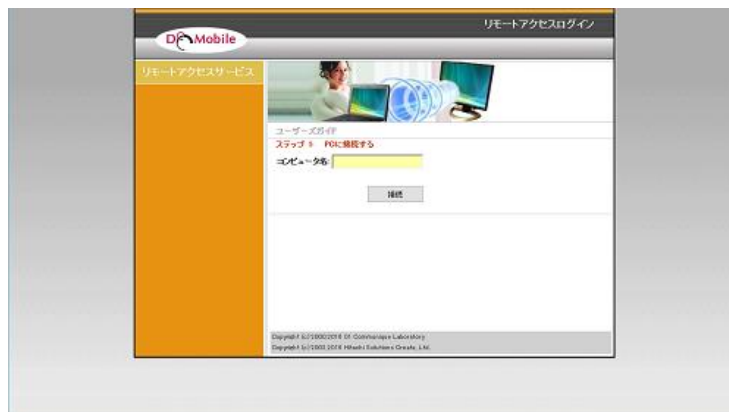 リモートアクセスログイン
DoMobile
リモートアクセスサービス
ユーザーズガイド
ステップ 3 PCに接続する
コンピュータ名:
接続
Copyright (c) 2000,2010 01 Communique Laboratory
Copyright (c) 2003,2010 Hitachi Solutions Create, Ltd.